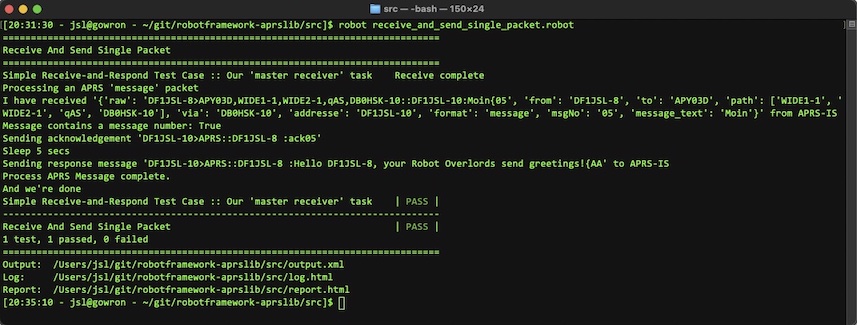 src — -bash — 150×24
[20:31:30 - jsl@gowron - ~/git/robotframework-aprslib/src]$ robot receive_and_send_single_packet.robot
==============================================================================
Receive And Send Single Packet
==============================================================================
Simple Receive-and-Respond Test Case :: Our 'master receiver' task    Receive complete
Processing an APRS 'message' packet
I have received '{'raw': 'DF1JSL-8>APY03D,WIDE1-1,WIDE2-1,qAS,DB0HSK-10::DF1JSL-10:Moin{05', 'from': 'DF1JSL-8', 'to': 'APY03D', 'path': ['WIDE1-1', '
WIDE2-1', 'qAS', 'DB0HSK-10'], 'via': 'DB0HSK-10', 'addresse': 'DF1JSL-10', 'format': 'message', 'msgNo': '05', 'message_text': 'Moin'}' from APRS-IS
Message contains a message number: True
Sending acknowledgement 'DF1JSL-10>APRS::DF1JSL-8 :ack05'
Sleep 5 secs
Sending response message 'DF1JSL-10>APRS::DF1JSL-8 :Hello DF1JSL-8, your Robot Overlords send greetings!{AA' to APRS-IS
Process APRS Message complete.
And we're done
Simple Receive-and-Respond Test Case :: Our 'master receiver' task    | PASS |
------------------------------------------------------------------------------
Receive And Send Single Packet                                        | PASS |
1 test, 1 passed, 0 failed
==============================================================================
Output:  /Users/jsl/git/robotframework-aprslib/src/output.xml
Log:     /Users/jsl/git/robotframework-aprslib/src/log.html
Report:  /Users/jsl/git/robotframework-aprslib/src/report.html
[20:35:10 - jsl@gowron - ~/git/robotframework-aprslib/src]$